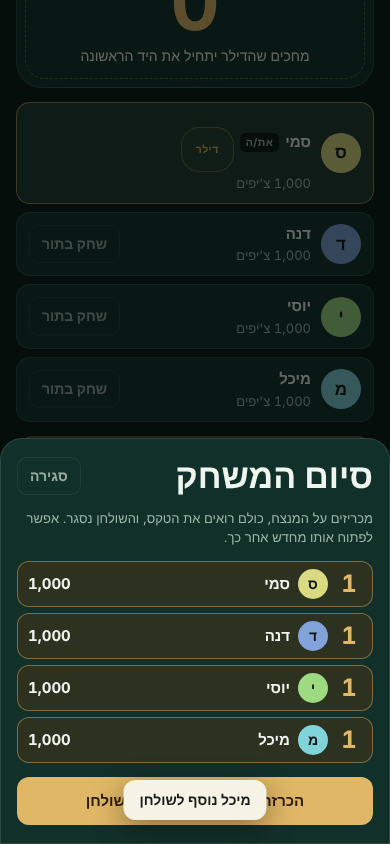 0
מחכים שהדילר יתחיל את היד הראשונה
ס
סמי
את/ה
דילר
1,000 צ'יפים
ד
דנה
1,000 צ'יפים
שחק בתור
י
יוסי
1,000 צ'יפים
שחק בתור
מ
מיכל
1,000 צ'יפים
שחק בתור
סיום המשחק
סגירה
מכריזים על המנצח, כולם רואים את הטקס, והשולחן נסגר. אפשר
לפתוח אותו מחדש אחר כך.
1 ס סמי 1,000
1 ד דנה 1,000
1 י יוסי 1,000
1 מ מיכל 1,000
מיכל נוסף לשולחן